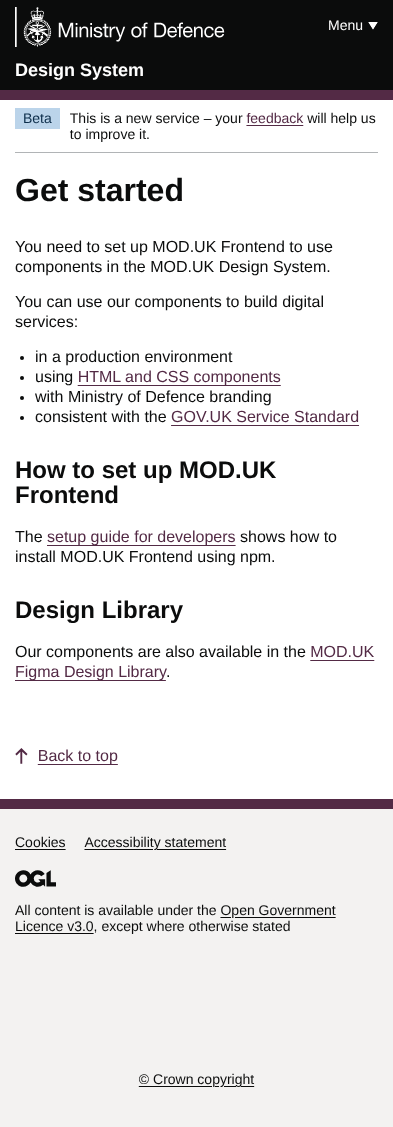 Ministry of Defence
Menu
Design System
Beta
This is a new service – your feedback will help us
to improve it.
Get started
You need to set up MOD.UK Frontend to use
components in the MOD.UK Design System.
You can use our components to build digital
services:
• in a production environment
• using HTML and CSS components
• with Ministry of Defence branding
• consistent with the GOV.UK Service Standard
How to set up MOD.UK
Frontend
The setup guide for developers shows how to
install MOD.UK Frontend using npm.
Design Library
Our components are also available in the MOD.UK
Figma Design Library.
Back to top
Cookies Accessibility statement
OGL
All content is available under the Open Government
Licence v3.0, except where otherwise stated
© Crown copyright